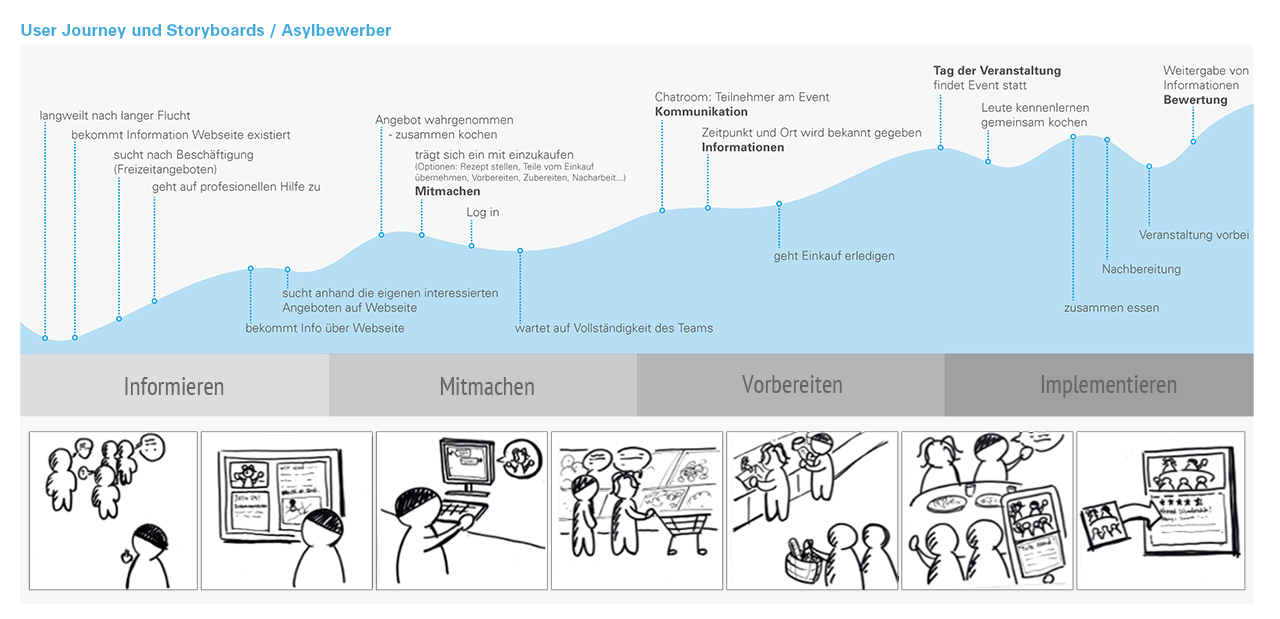 User Journey und Storyboards / Asylbewerber
langweilt nach langer Flucht
bekommt Information Webseite existiert
sucht nach Beschäftigung
(Freizeitangeboten)
geht auf profesionellen Hilfe zu
bekommt Info über Webseite
sucht anhand die eigenen interessierten
Angeboten auf Webseite
Angebot wahrgenommen
- zusammen kochen
trägt sich ein mit einzukaufen
(Optionen: Rezept stellen, Teile vom Einkauf
übernehmen, Vorbereiten, Zubereiten, Nacharbeit...)
Mitmachen
Log in
wartet auf Vollständigkeit des Teams
Chatroom: Teilnehmer am Event
Kommunikation
Zeitpunkt und Ort wird bekannt gegeben
Informationen
geht Einkauf erledigen
Tag der Veranstaltung
findet Event statt
Leute kennenlernen
gemeinsam kochen
zusammen essen
Nachbereitung
Veranstaltung vorbei
Weitergabe von
Informationen
Bewertung
Informieren
Mitmachen
Vorbereiten
Implementieren
Join Us!